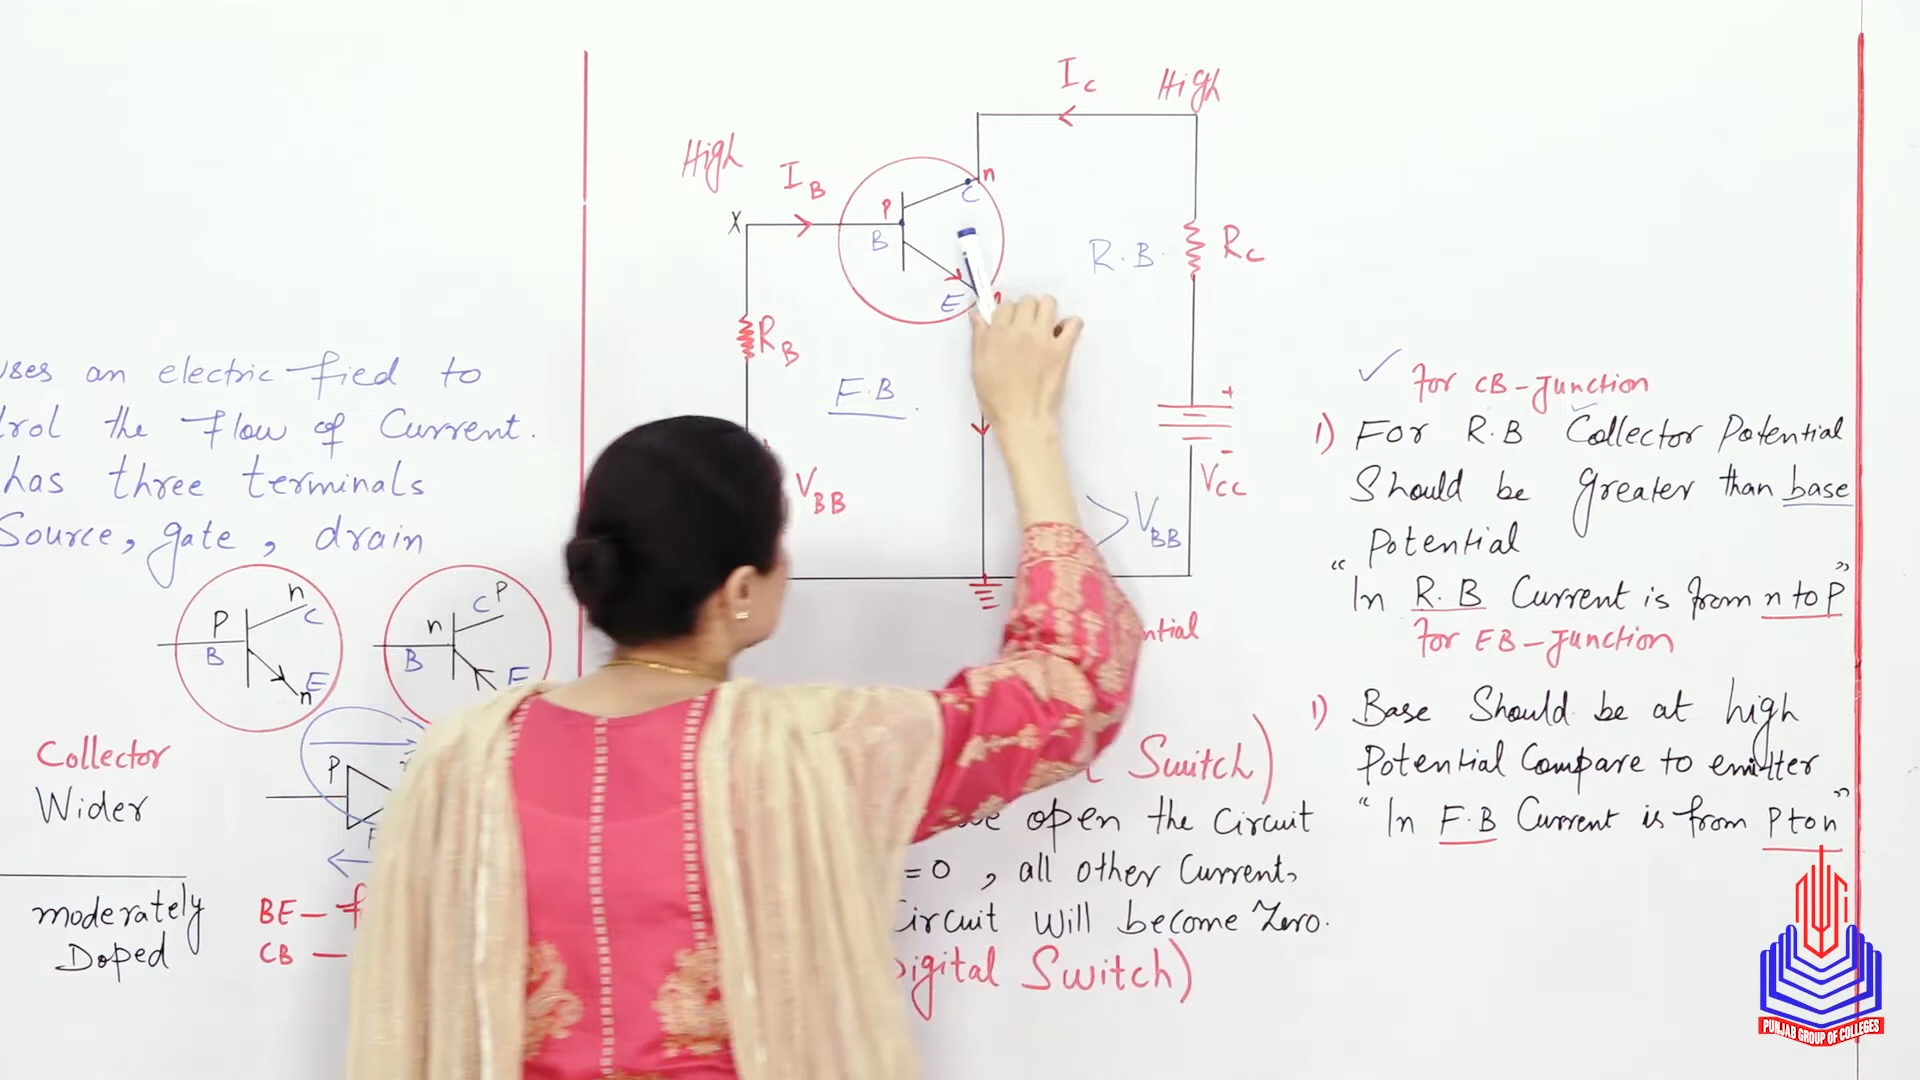 uses an electric fied to
trol the flow of Current.
has three terminals
Source, gate, drain
P
B
n
C
E
n
n
B
C
P
E
Collector
Wider
P
moderately
Doped
BE –
CB –
High
IB
X
RB
VBB
F.B
P
B
C
n
E
n
IC
High
R.B.
RC
+
-
VCC
> VBB
ntial
Switch)
open the Circuit
= 0 , all other Current,
Circuit will become Zero.
Digital Switch)
✓ For CB – Junction
1) For R.B Collector Potential
Should be greater than base
Potential
“In R.B Current is from n to P”
For EB – Junction
1) Base Should be at high
Potential Compare to emitter
“In F.B Current is from P to n”
PUNJAB GROUP OF COLLEGES